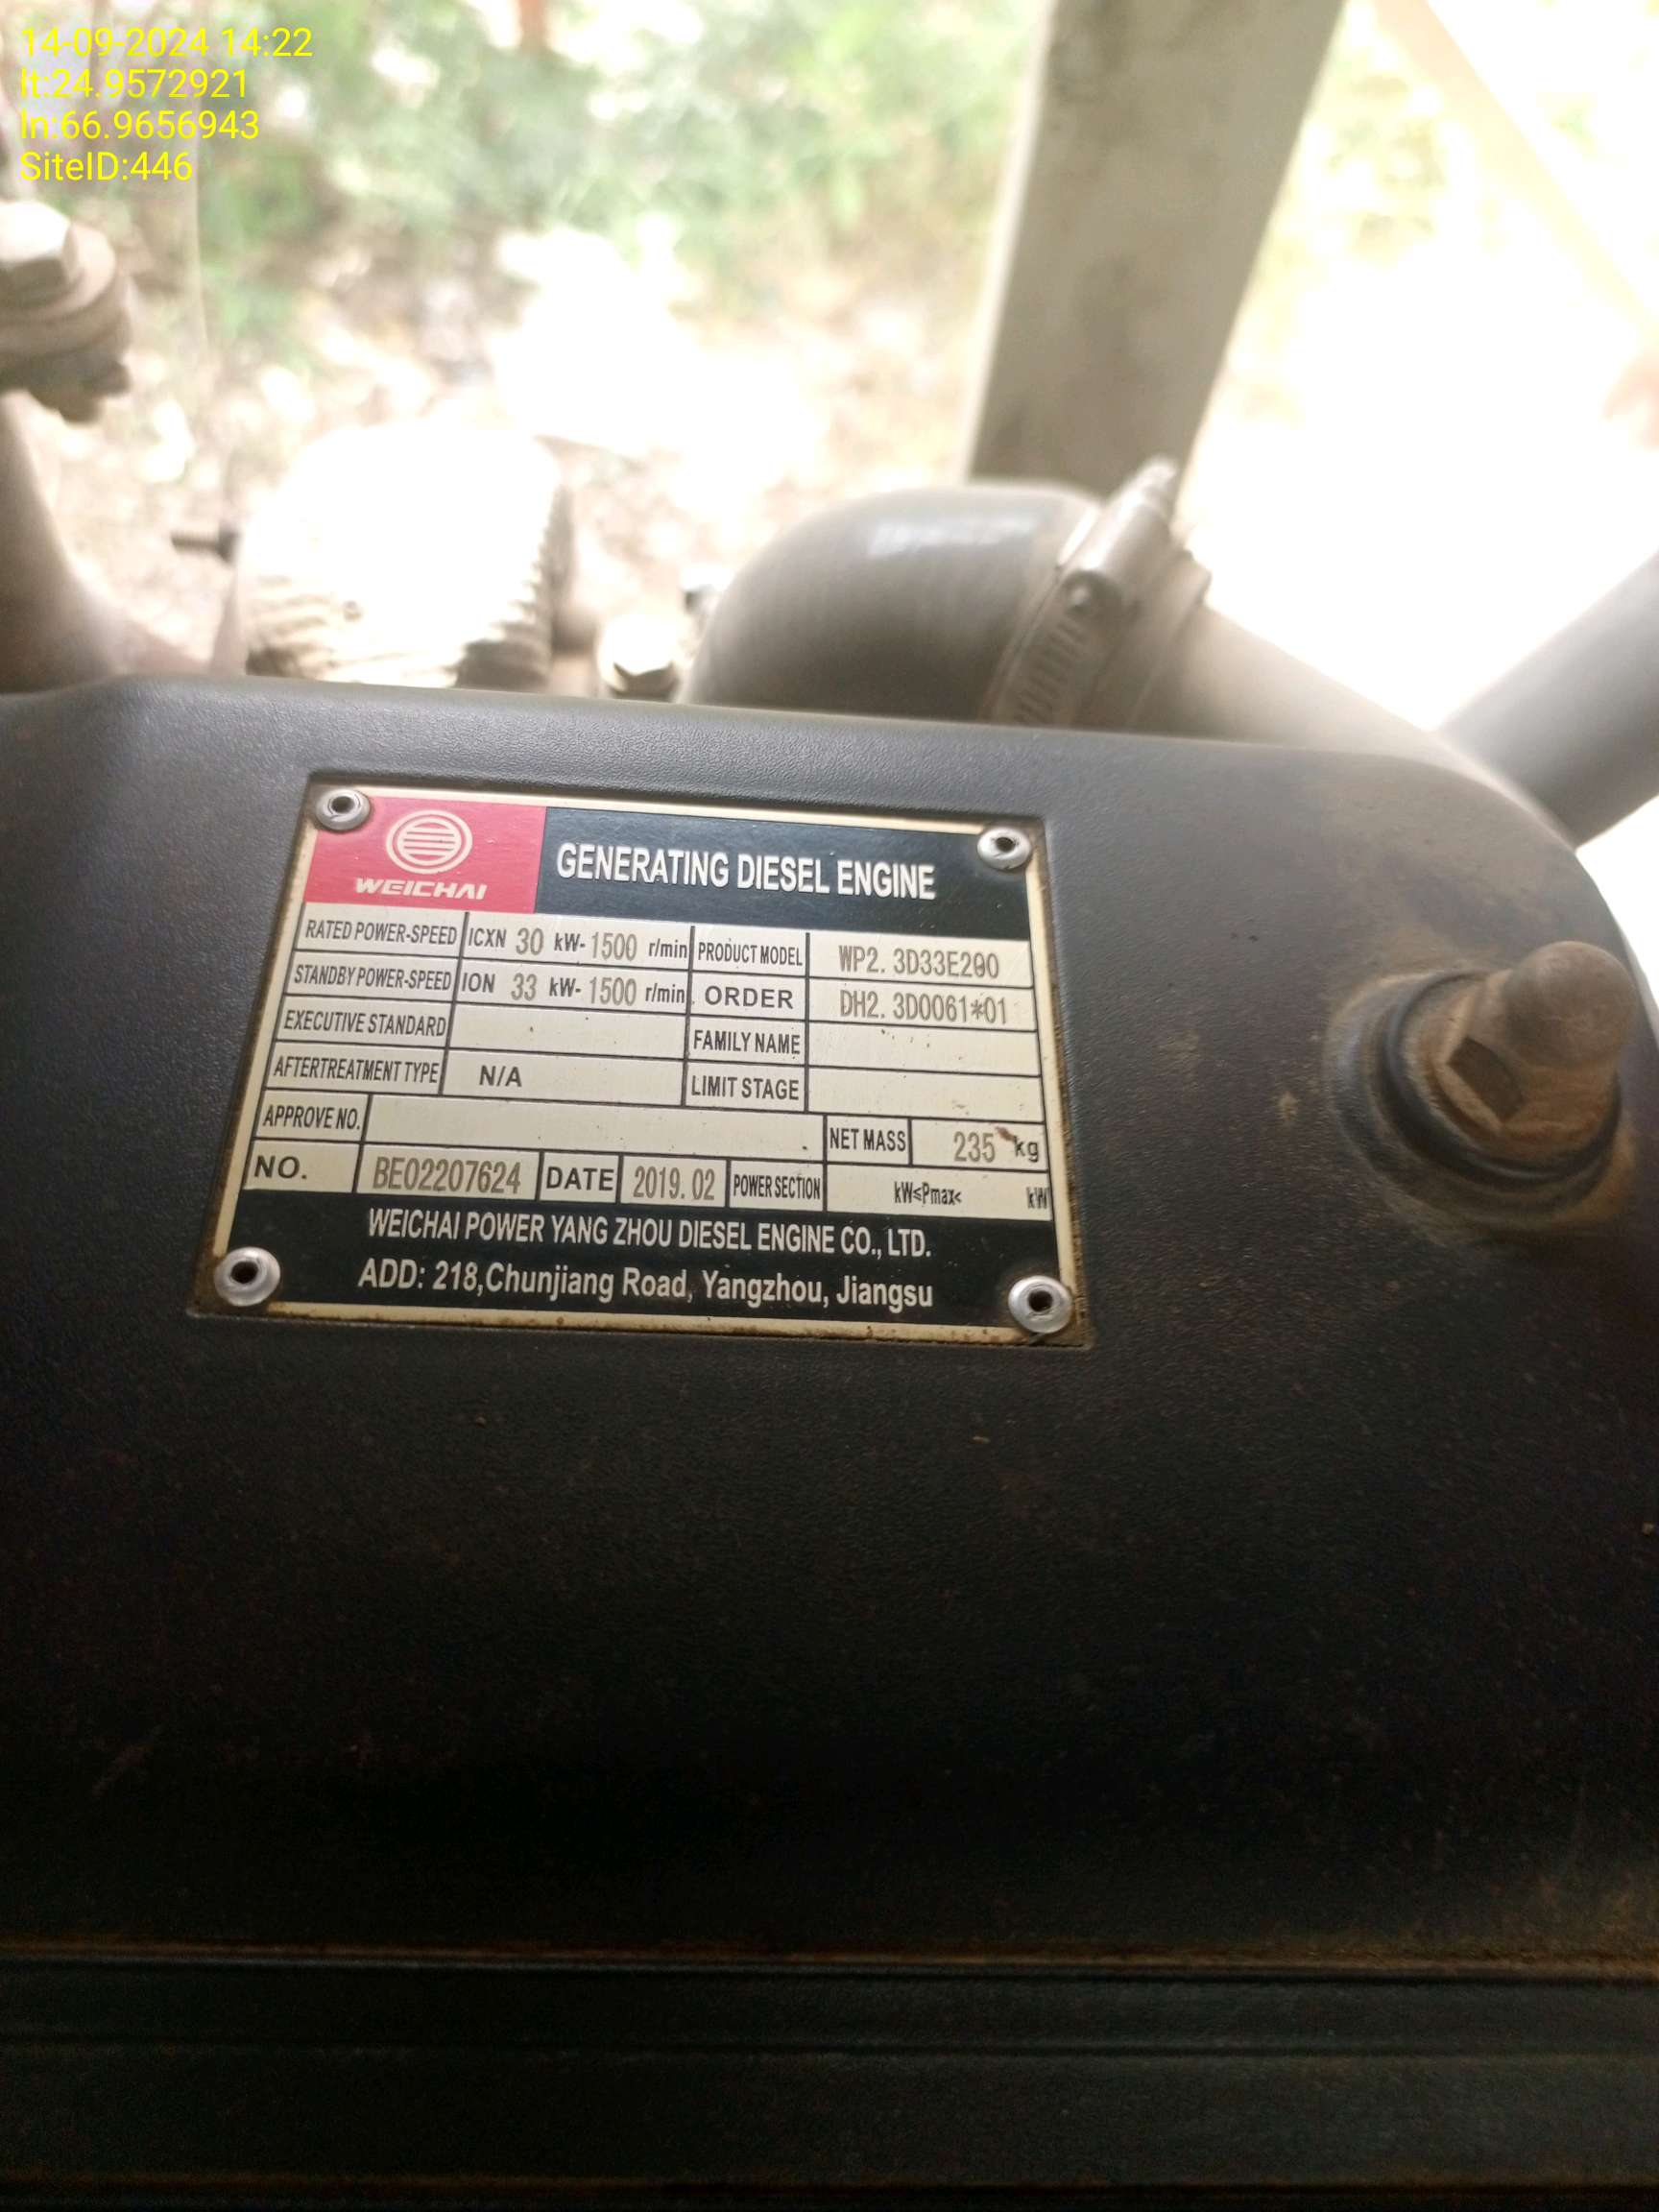 14-09-2024 14:22
lt:24.9572921
ln:66.9656943
SiteID:446
WEICHAI
GENERATING DIESEL ENGINE
RATED POWER-SPEED ICXN 30 kW- 1500 r/min PRODUCT MODEL WP2.3D33E200
STANDBY POWER-SPEED ION 33 kW- 1500 r/min ORDER DH2.3D0061*01
EXECUTIVE STANDARD FAMILY NAME
AFTERTREATMENT TYPE N/A LIMIT STAGE
APPROVE NO. NET MASS 235 kg
NO. BE02207624 DATE 2019.02 POWER SECTION kW≤Pmax< kW
WEICHAI POWER YANG ZHOU DIESEL ENGINE CO., LTD.
ADD: 218,Chunjiang Road, Yangzhou, Jiangsu